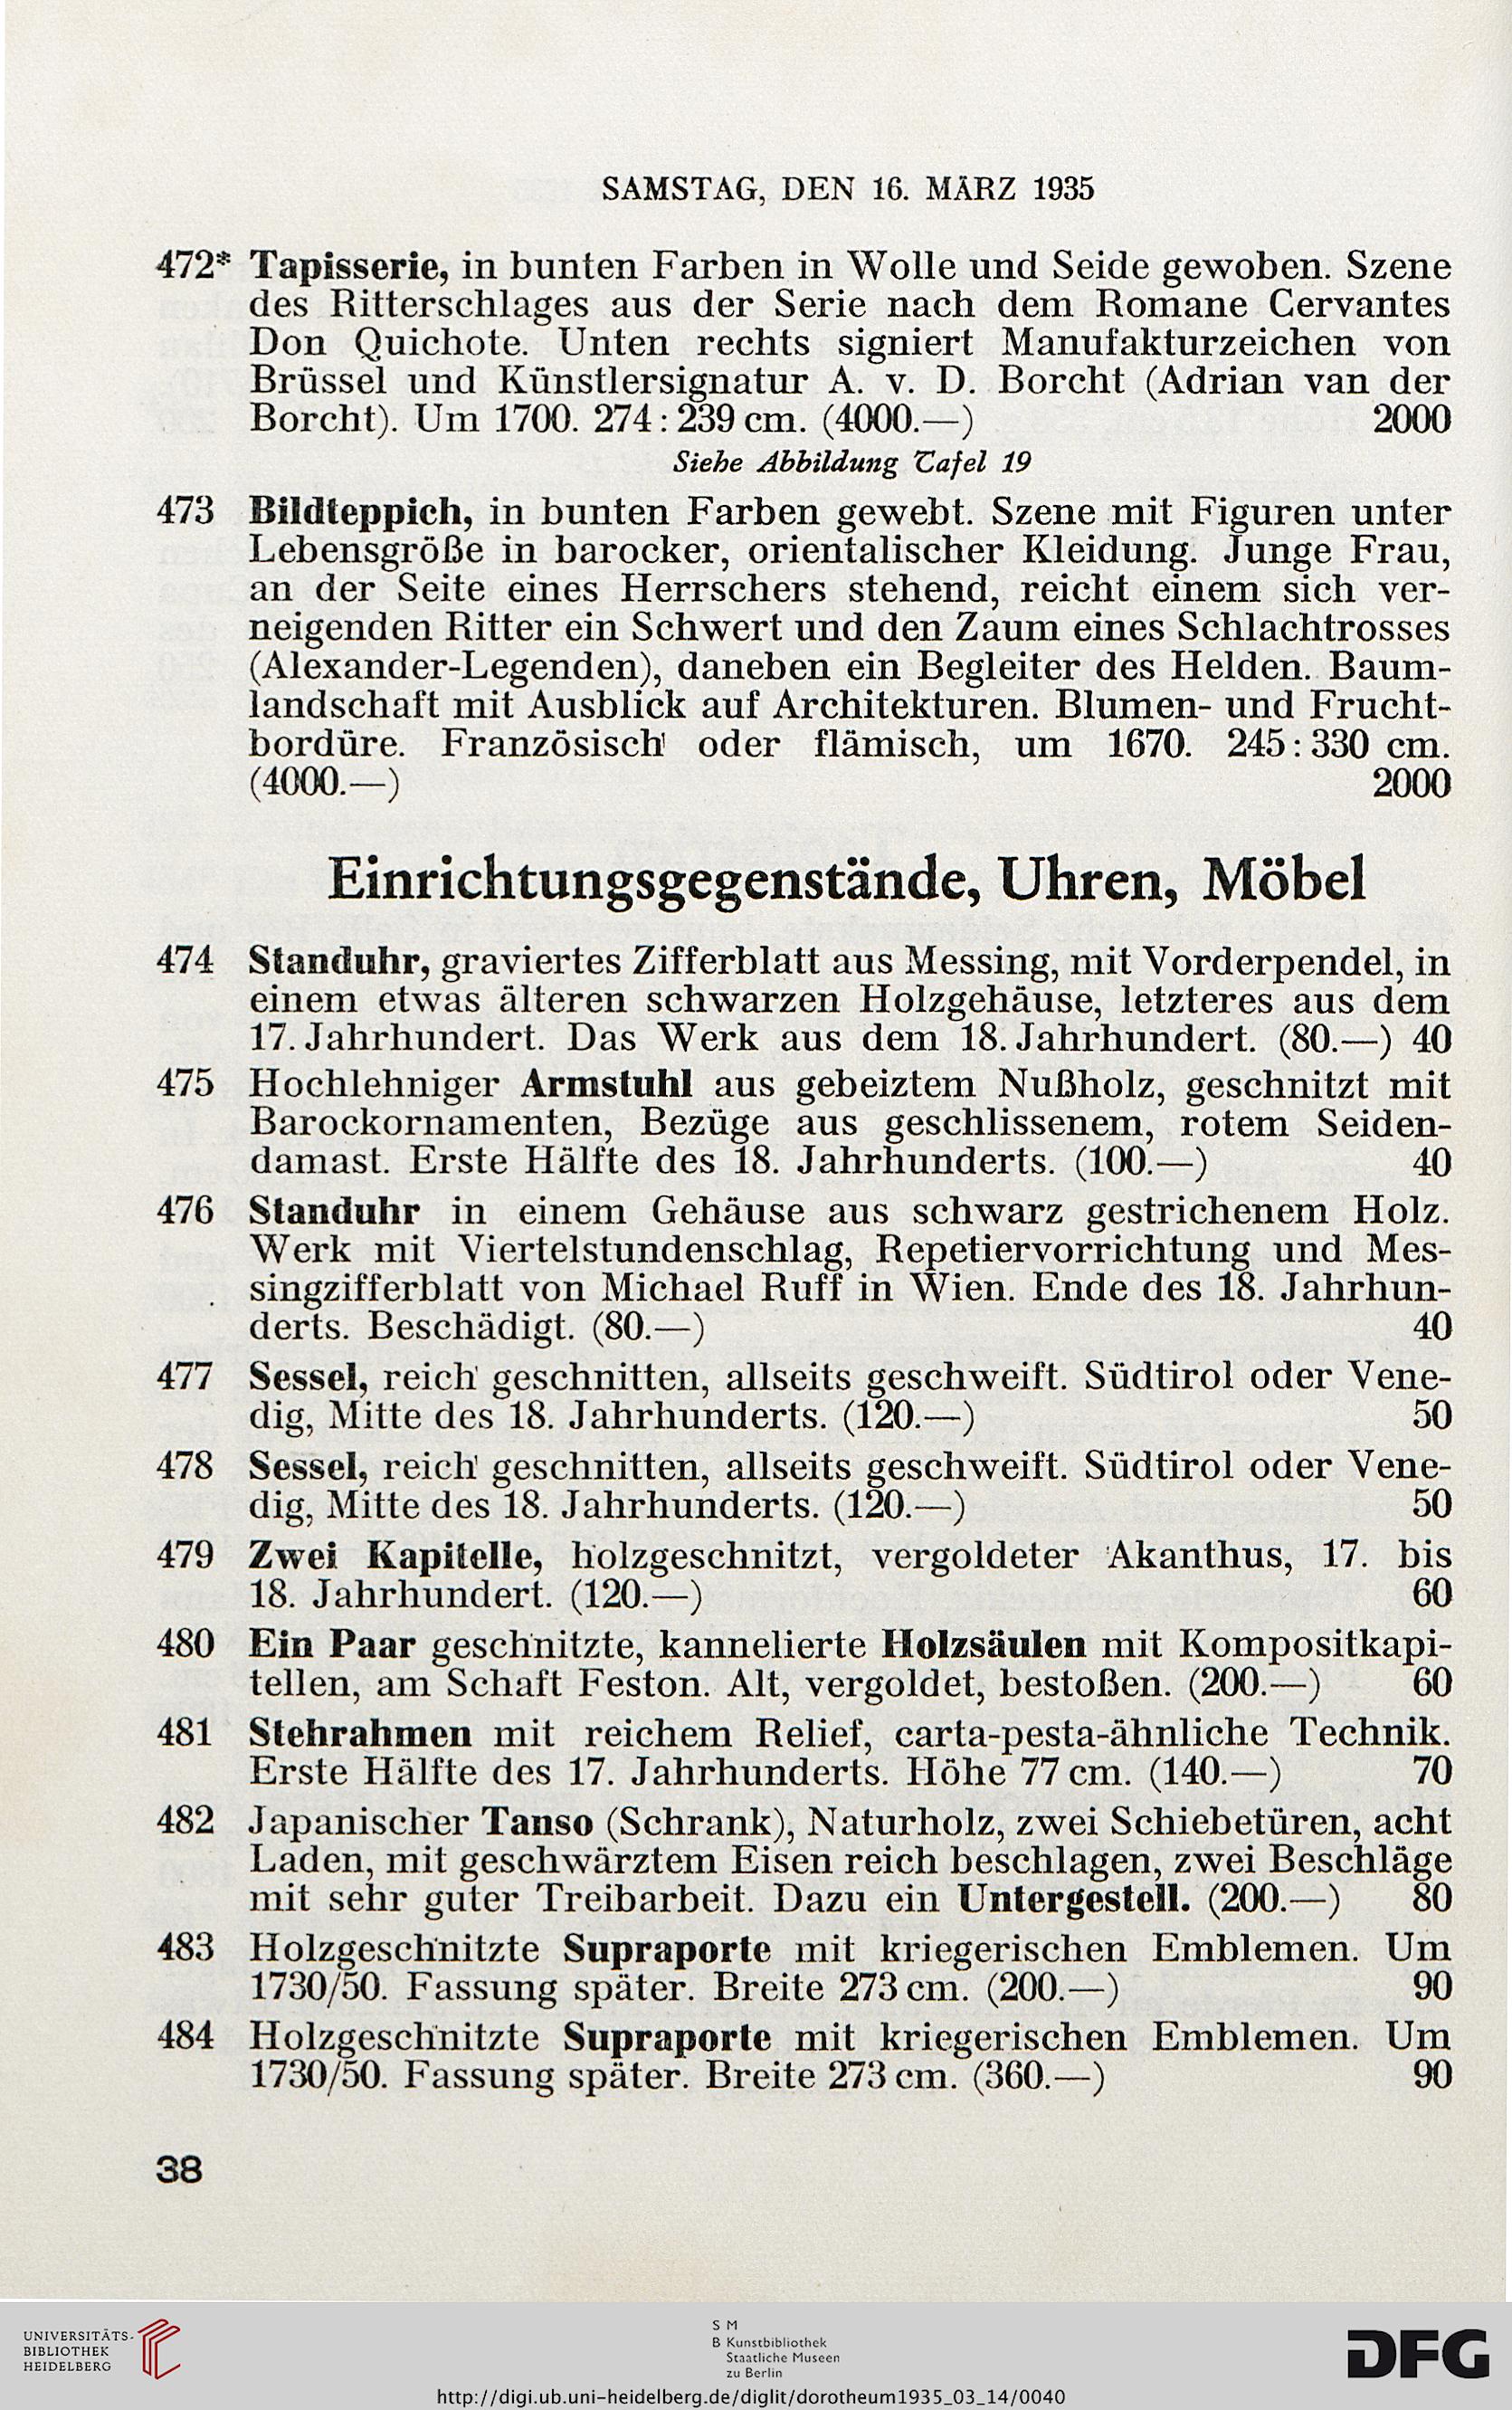 SAMSTAG, DEN 16. MÄRZ 1935
472* Tapisserie, in bunten Farben in Wolle und Seide gewoben. Szene
des Ritterschlages aus der Serie nach dem Romane Cervantes
Don Quichote. Unten rechts signiert Manufakturzeichen von
Brüssel und Künstlersignatur A. v. D. Borcht (Adrian van der
Borcht). Um 1700. 274 : 239 cm. (4000.—) 2000
Siehe Abbildung Tafel 19
473 Bildteppich, in bunten Farben gewebt. Szene mit Figuren unter
Lebensgröße in barocker, orientalischer Kleidung. Junge Frau,
an der Seite eines Herrschers stehend, reicht einem sich ver-
neigenden Ritter ein Schwert und den Zaum eines Schlachtrosses
(Alexander-Legenden), daneben ein Begleiter des Helden. Baum-
landschaft mit Ausblick auf Architekturen. Blumen- und Frucht-
bordüre. Französisch oder flämisch, um 1670. 245 : 330 cm.
(4000.—) 2000
Einrichtungsgegenstände, Uhren, Möbel
474 Standuhr, graviertes Zifferblatt aus Messing, mit Vorderpendel, in
einem etwas älteren schwarzen Holzgehäuse, letzteres aus dem
17. Jahrhundert. Das Werk aus dem 18. Jahrhundert. (80.—) 40
475 Hochlehniger Armstuhl aus gebeiztem Nußholz, geschnitzt mit
Barockornamenten, Bezüge aus geschlissenem, rotem Seiden-
damast. Erste Hälfte des 18. Jahrhunderts. (100.—) 40
476 Standuhr in einem Gehäuse aus schwarz gestrichenem Holz.
Werk mit Viertelstundenschlag, Repetiervorrichtung und Mes-
singzifferblatt von Michael Ruff in Wien. Ende des 18. Jahrhun-
derts. Beschädigt. (80.—) 40
477 Sessel, reich geschnitten, allseits geschweift. Südtirol oder Vene-
dig, Mitte des 18. Jahrhunderts. (120.—) 50
478 Sessel, reich geschnitten, allseits geschweift. Südtirol oder Vene-
dig, Mitte des 18. Jahrhunderts. (120.—) 50
479 Zwei Kapitelle, holzgeschnitzt, vergoldeter Akanthus, 17. bis
18. Jahrhundert. (120.—) 60
480 Ein Paar geschnitzte, kannelierte Holzsäulen mit Kompositkapi-
tellen, am Schaft Feston. Alt, vergoldet, bestoßen. (200.—) 60
481 Stehrahmen mit reichem Relief, carta-pesta-ähnliche Technik.
Erste Hälfte des 17. Jahrhunderts. Höhe 77 cm. (140.—) 70
482 Japanischer Tanso (Schrank), Naturholz, zwei Schiebetüren, acht
Laden, mit geschwärztem Eisen reich beschlagen, zwei Beschläge
mit sehr guter Treibarbeit. Dazu ein Untergestell. (200.—) 80
483 Holzgeschnitzte Supraporte mit kriegerischen Emblemen. Um
1730/50. Fassung später. Breite 273 cm. (200.—) 90
484 Holzgeschnitzte Supraporte mit kriegerischen Emblemen. Um
1730/50. Fassung später. Breite 273 cm. (360.—) 90
38
UNIVERSITÄTS-
BIBLIOTHEK
HEIDELBERG
S M
B Kunstbibliothek
Staatliche Museen
zu Berlin
DFG
http://digi.ub.uni-heidelberg.de/diglit/dorotheum1935_03_14/0040